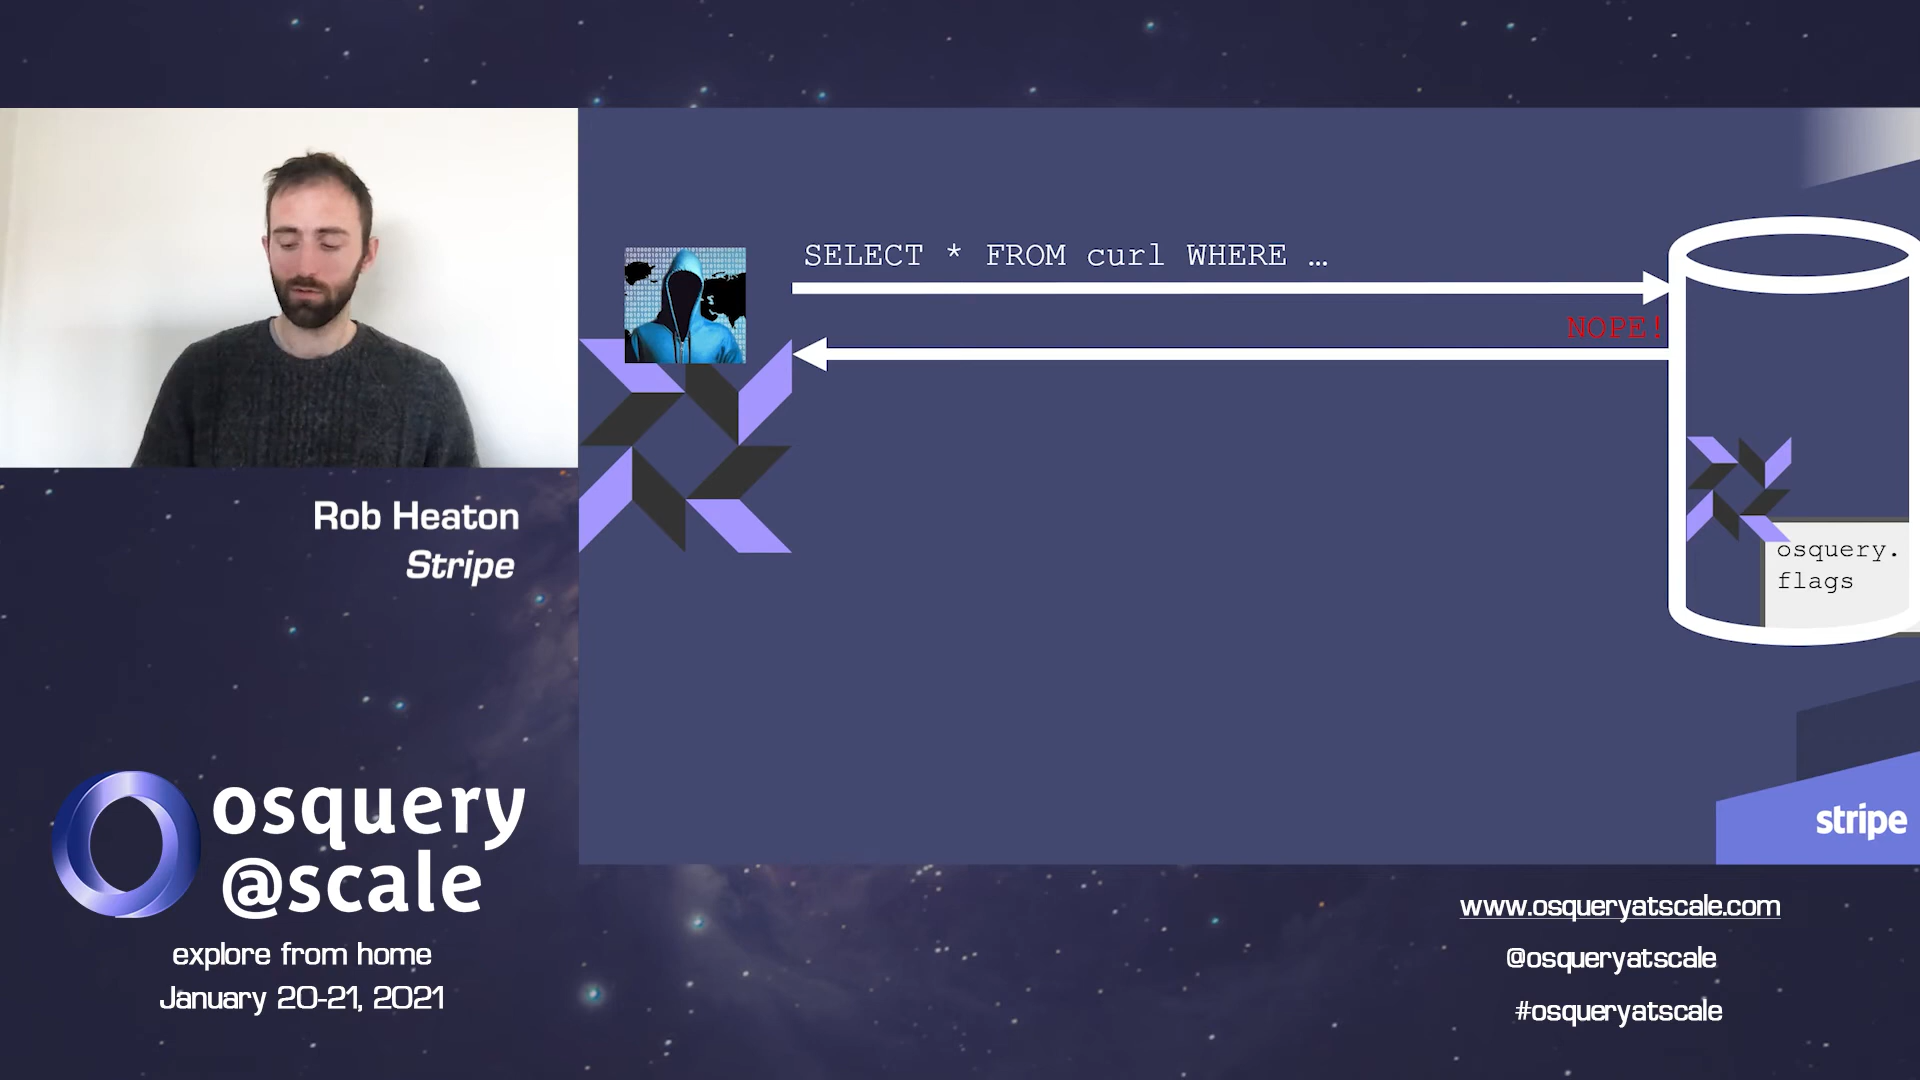 SELECT * FROM curl WHERE …
NOPE!
osquery.
flags
stripe
Rob Heaton
Stripe
osquery
@scale
explore from home
January 20-21, 2021
www.osqueryatscale.com
@osqueryatscale
#osqueryatscale